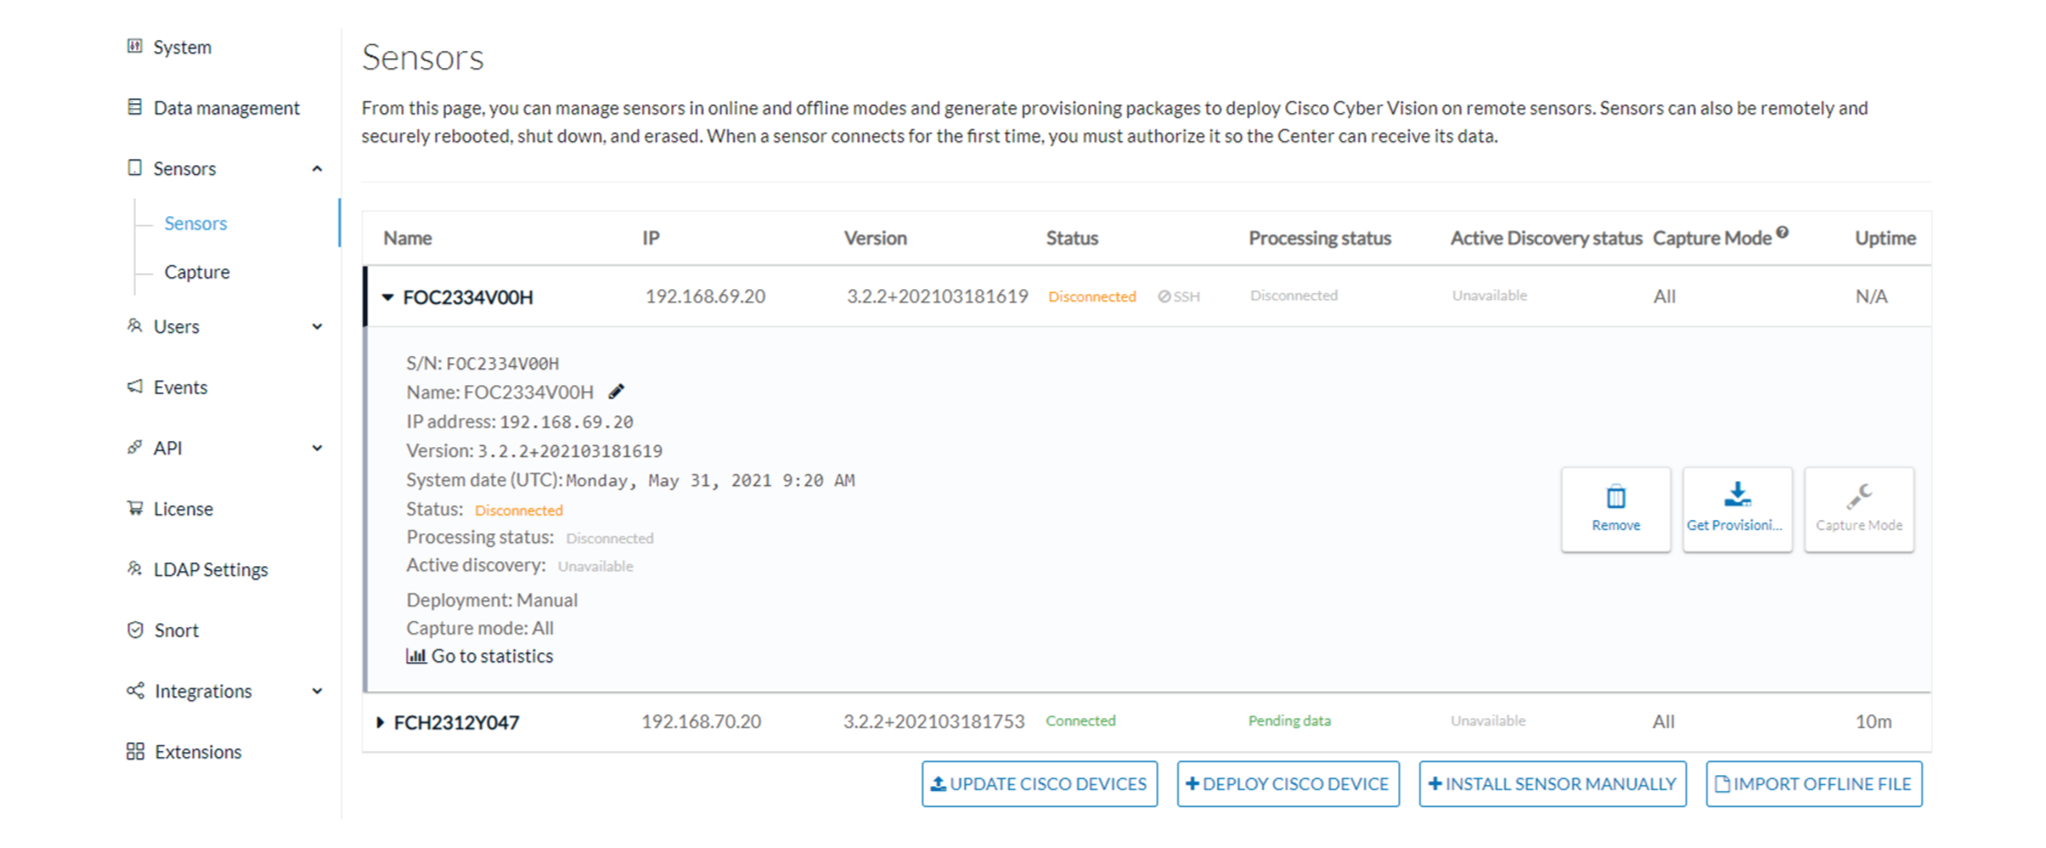 System
Data management
Sensors
Sensors
Capture
Users
Events
API
License
LDAP Settings
Snort
Integrations
Extensions
Sensors
From this page, you can manage sensors in online and offline modes and generate provisioning packages to deploy Cisco Cyber Vision on remote sensors. Sensors can also be remotely and
securely rebooted, shut down, and erased. When a sensor connects for the first time, you must authorize it so the Center can receive its data.
Name IP Version Status Processing status Active Discovery status Capture Mode ? Uptime
FOC2334V00H 192.168.69.20 3.2.2+202103181619 Disconnected SSH Disconnected Unavailable All N/A
S/N: FOC2334V00H
Name: FOC2334V00H
IP address: 192.168.69.20
Version: 3.2.2+202103181619
System date (UTC): Monday, May 31, 2021 9:20 AM
Status: Disconnected
Processing status: Disconnected
Active discovery: Unavailable
Deployment: Manual
Capture mode: All
Go to statistics
Remove Get Provisioni... Capture Mode
FCH2312Y047 192.168.70.20 3.2.2+202103181753 Connected Pending data Unavailable All 10m
UPDATE CISCO DEVICES +DEPLOY CISCO DEVICE +INSTALL SENSOR MANUALLY IMPORT OFFLINE FILE